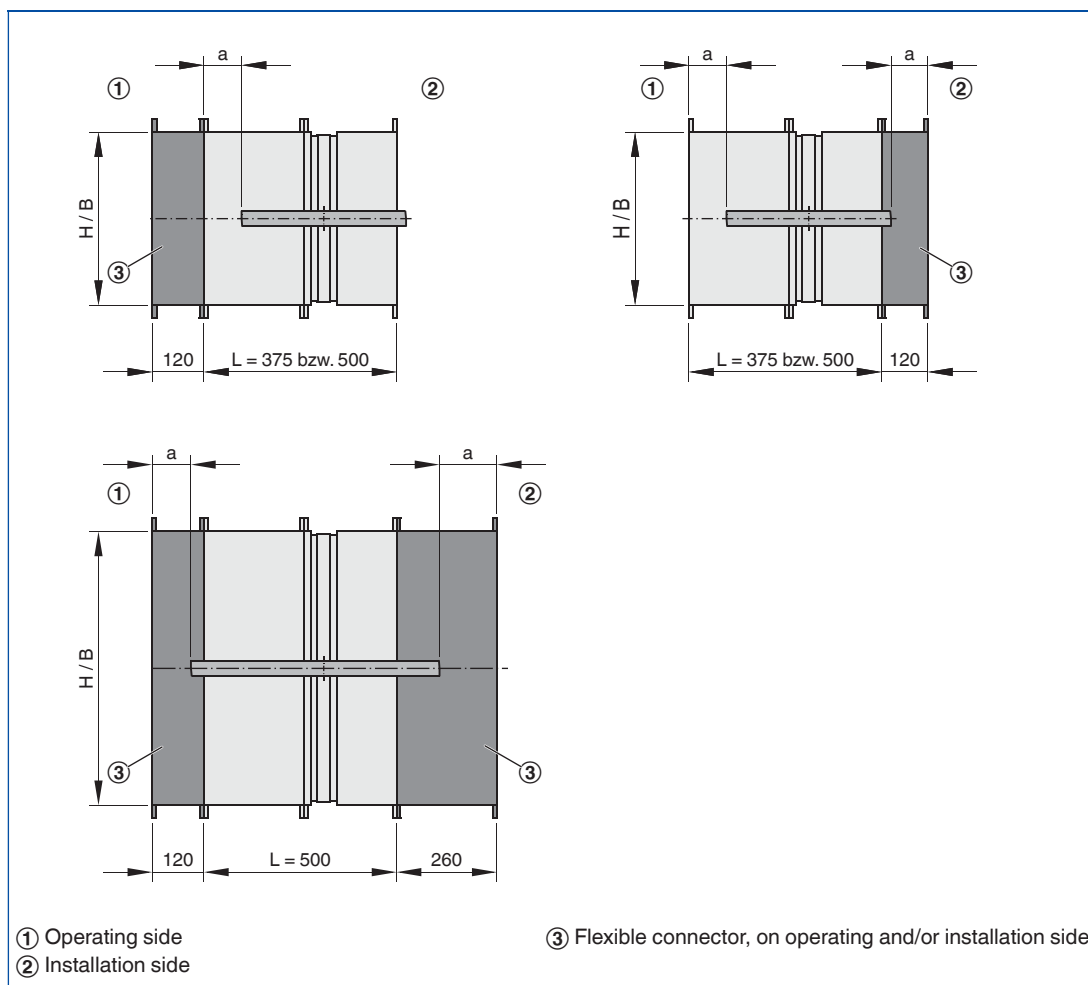 a
① ②
H / B
③
120 L = 375 bzw. 500
a a
① ②
H / B
③
L = 375 bzw. 500 120
a a
① ②
H / B
③ ③
120 L = 500 260
① Operating side
② Installation side
③ Flexible connector, on operating and/or installation side